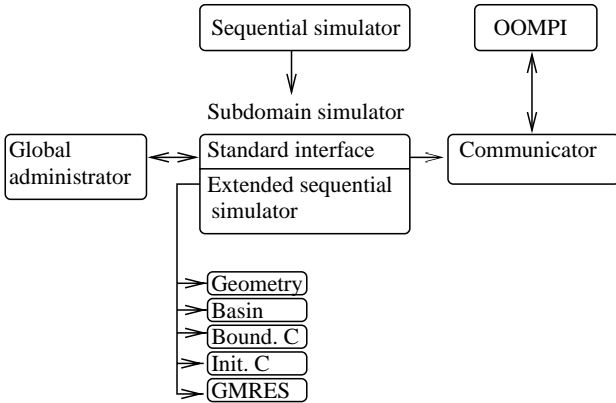 Sequential simulator
OOMPI
Subdomain simulator
Global
administrator
Standard interface
Extended sequential
simulator
Communicator
Geometry
Basin
Bound. C
Init. C
GMRES